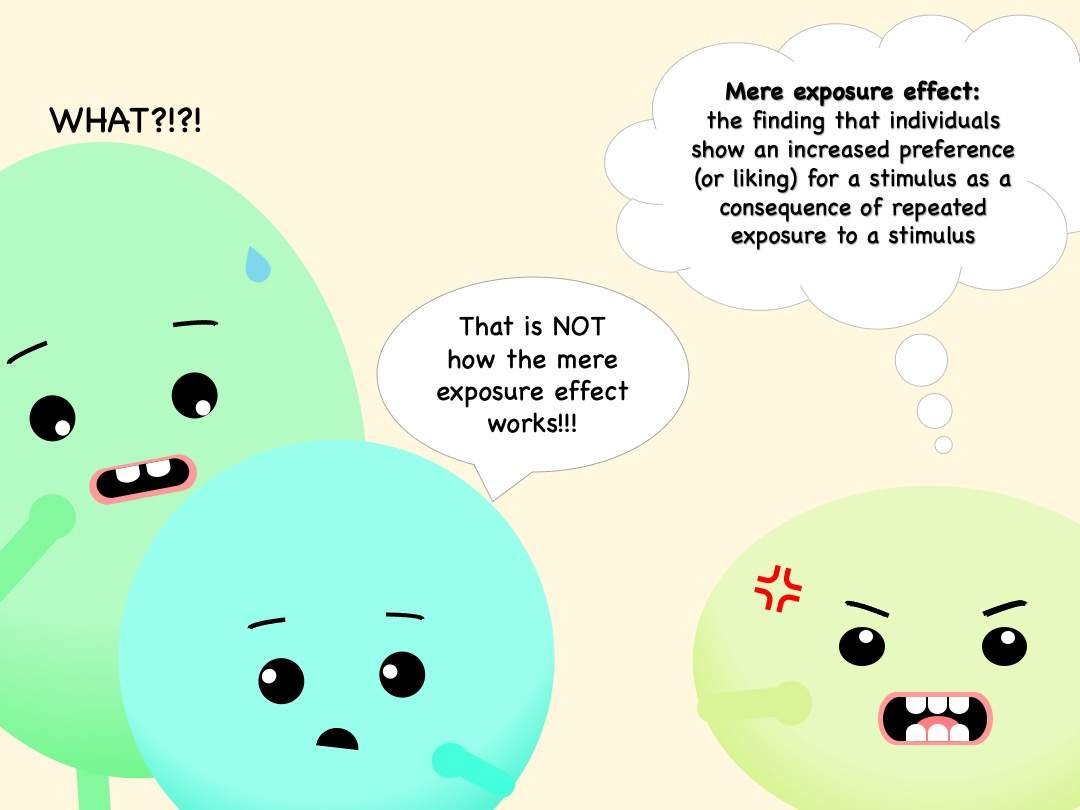 WHAT?!?!
Mere exposure effect:
the finding that individuals
show an increased preference
(or liking) for a stimulus as a
consequence of repeated
exposure to a stimulus
That is NOT
how the mere
exposure effect
works!!!